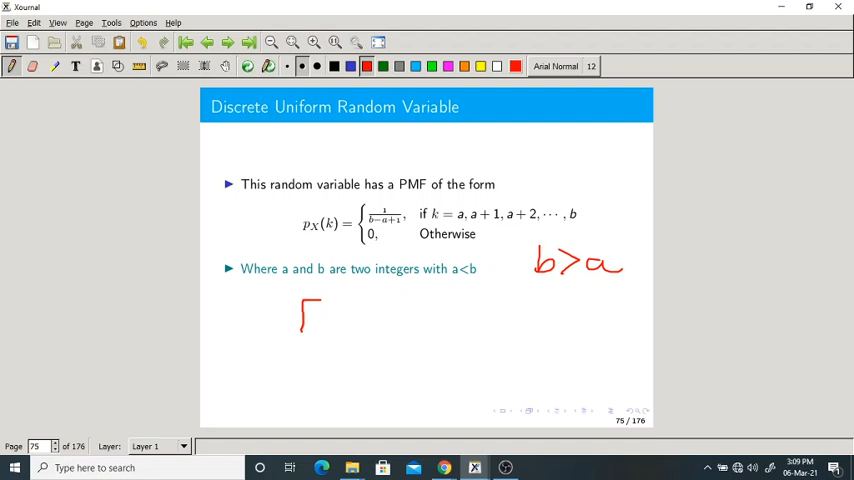 Xournal
File Edit View Page Tools Options Help
Arial Normal 12
Discrete Uniform Random Variable
This random variable has a PMF of the form
p_X(k) = { 1/(b−a+1), if k = a, a + 1, a + 2, ⋯ , b
0, Otherwise
b>a
Where a and b are two integers with a<b
75 / 176
Page 75 of 176 Layer: Layer 1
Type here to search
3:09 PM
06-Mar-21